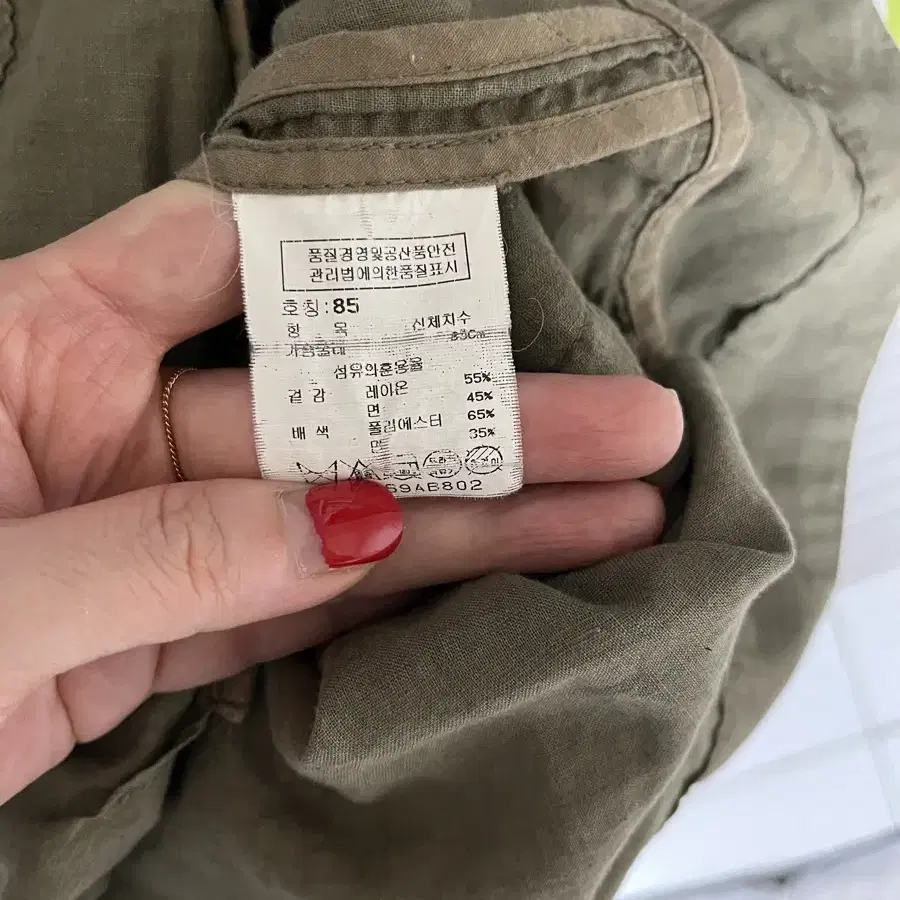 품질경영및공산품안전
관리법에의한품질표시
호칭:85
항 목 신체치수
가슴둘레 85Cm
섬유의혼용율
겉 감 레이온 55%
면 45%
배 색 폴리에스터 65%
면 35%
69AB802